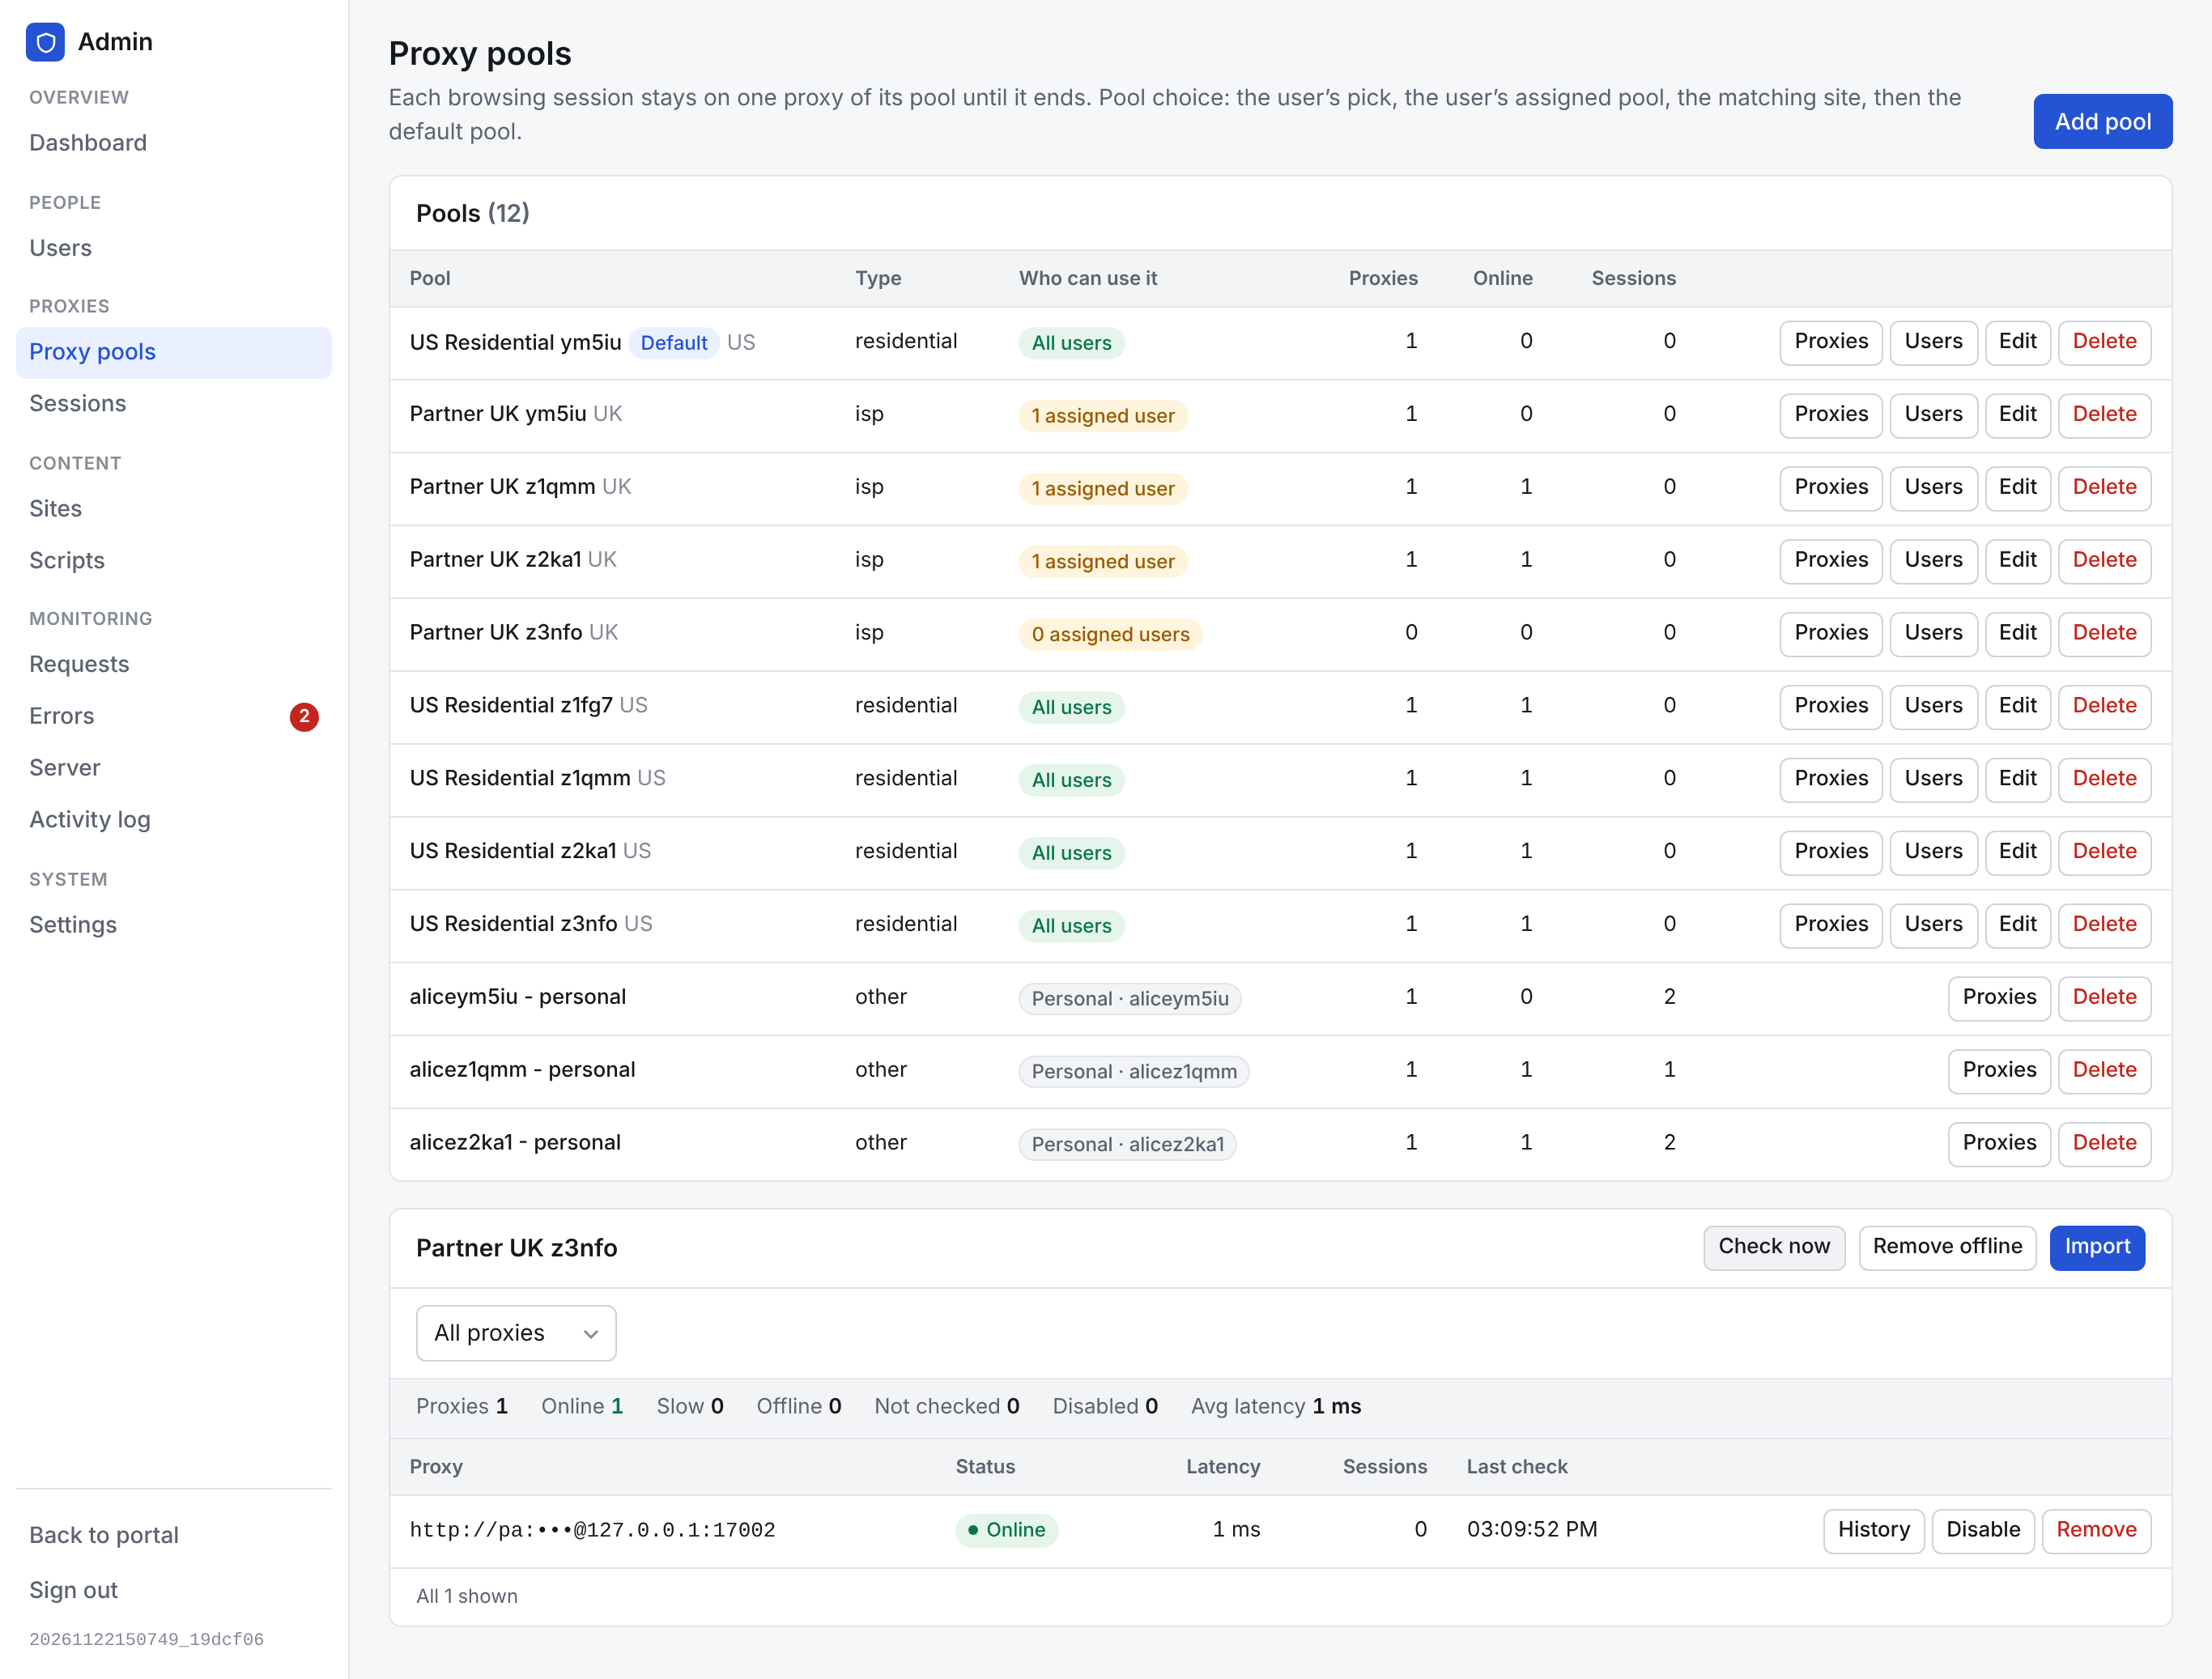 Admin
OVERVIEW
Dashboard
PEOPLE
Users
PROXIES
Proxy pools
Sessions
CONTENT
Sites
Scripts
MONITORING
Requests
Errors 2
Server
Activity log
SYSTEM
Settings
Back to portal
Sign out
20261122150749_19dcf06
Proxy pools
Each browsing session stays on one proxy of its pool until it ends. Pool choice: the user’s pick, the user’s assigned pool, the matching site, then the
default pool.
Add pool
Pools (12)
Pool Type Who can use it Proxies Online Sessions
US Residential ym5iu Default US residential All users 1 0 0 Proxies Users Edit Delete
Partner UK ym5iu UK isp 1 assigned user 1 0 0 Proxies Users Edit Delete
Partner UK z1qmm UK isp 1 assigned user 1 1 0 Proxies Users Edit Delete
Partner UK z2ka1 UK isp 1 assigned user 1 1 0 Proxies Users Edit Delete
Partner UK z3nfo UK isp 0 assigned users 0 0 0 Proxies Users Edit Delete
US Residential z1fg7 US residential All users 1 1 0 Proxies Users Edit Delete
US Residential z1qmm US residential All users 1 1 0 Proxies Users Edit Delete
US Residential z2ka1 US residential All users 1 1 0 Proxies Users Edit Delete
US Residential z3nfo US residential All users 1 1 0 Proxies Users Edit Delete
aliceym5iu - personal other Personal · aliceym5iu 1 0 2 Proxies Delete
alicez1qmm - personal other Personal · alicez1qmm 1 1 1 Proxies Delete
alicez2ka1 - personal other Personal · alicez2ka1 1 1 2 Proxies Delete
Partner UK z3nfo Check now Remove offline Import
All proxies
Proxies 1 Online 1 Slow 0 Offline 0 Not checked 0 Disabled 0 Avg latency 1 ms
Proxy Status Latency Sessions Last check
http://pa:•••@127.0.0.1:17002 Online 1 ms 0 03:09:52 PM History Disable Remove
All 1 shown